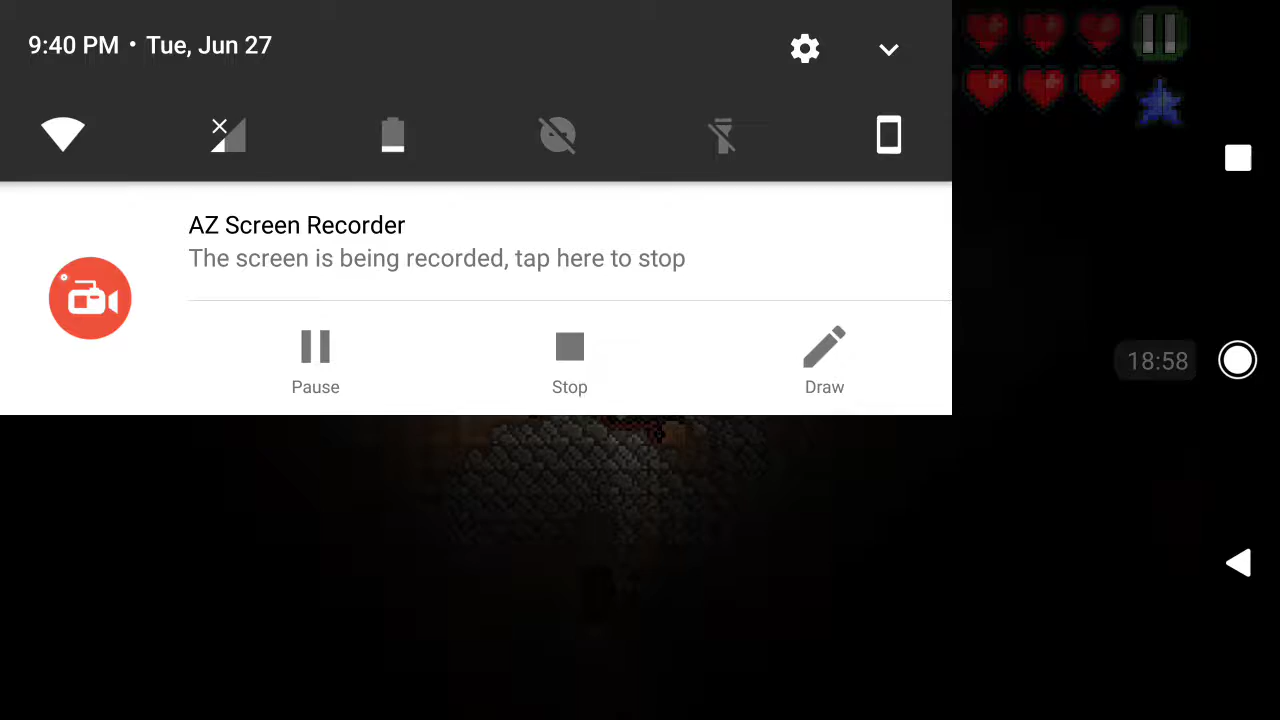 9:40 PM • Tue, Jun 27
AZ Screen Recorder
The screen is being recorded, tap here to stop
Pause Stop Draw
18:58